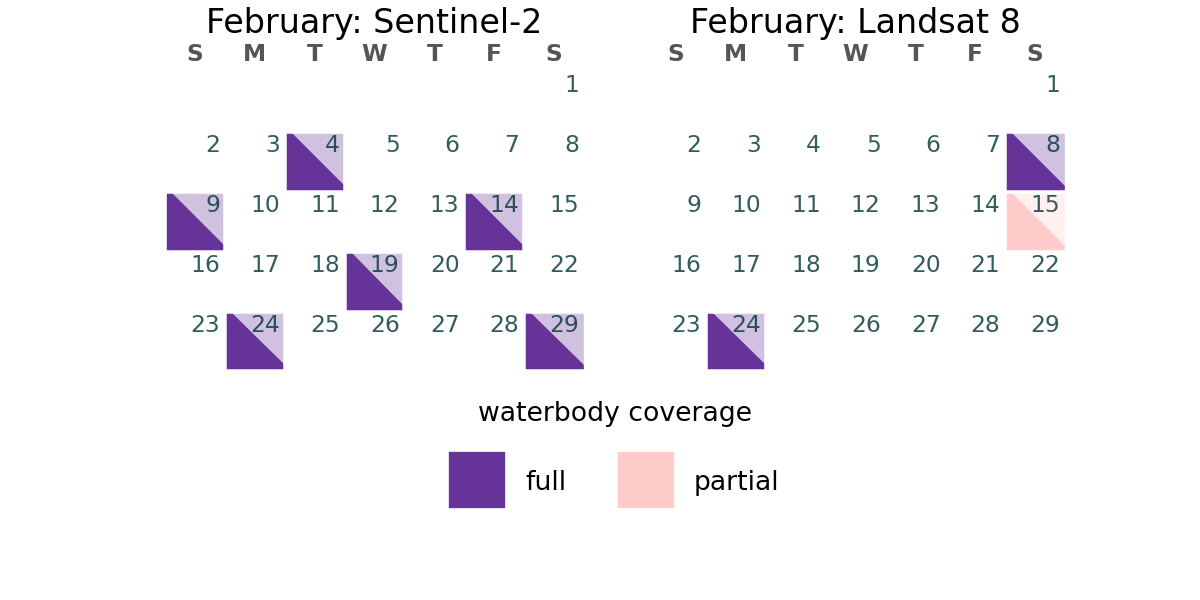 February: Sentinel-2
S M T W T F S
1
2 3 4 5 6 7 8
9 10 11 12 13 14 15
16 17 18 19 20 21 22
23 24 25 26 27 28 29
February: Landsat 8
S M T W T F S
1
2 3 4 5 6 7 8
9 10 11 12 13 14 15
16 17 18 19 20 21 22
23 24 25 26 27 28 29
waterbody coverage
full
partial